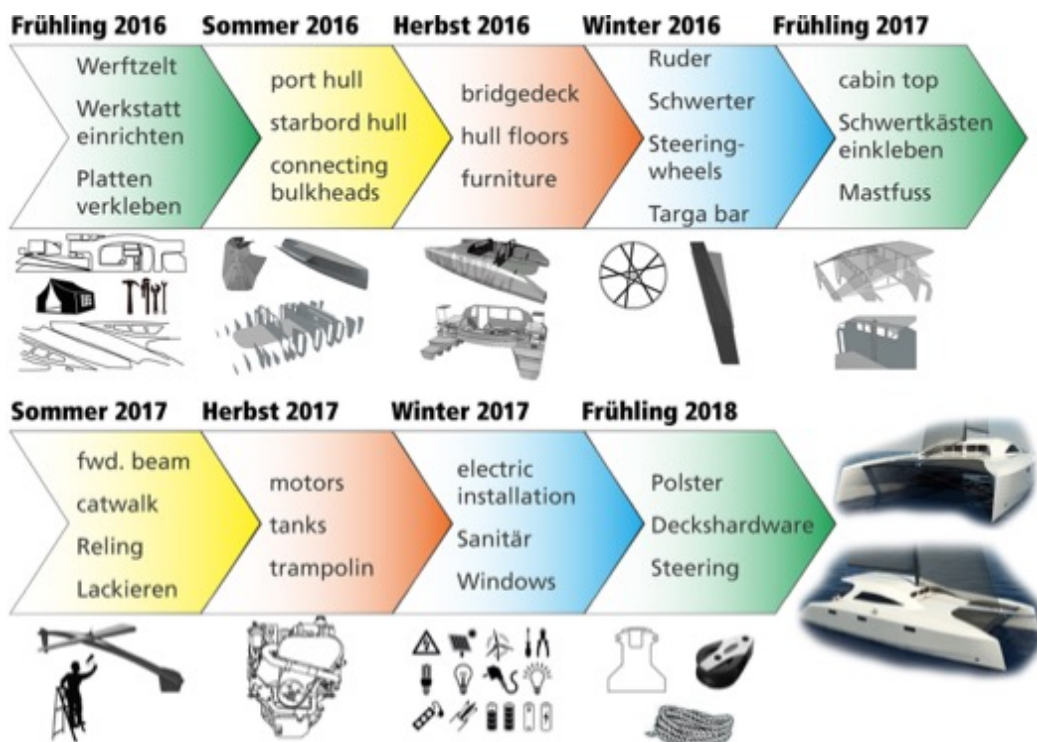 Frühling 2016
Sommer 2016
Herbst 2016
Winter 2016
Frühling 2017
Werftzelt
Werkstatt
einrichten
Platten
verkleben
port hull
starbord hull
connecting
bulkheads
bridgedeck
hull floors
furniture
Ruder
Schwerter
Steering-
wheels
Targa bar
cabin top
Schwertkästen
einkleben
Mastfuss
Sommer 2017
Herbst 2017
Winter 2017
Frühling 2018
fwd. beam
catwalk
Reling
Lackieren
motors
tanks
trampolin
electric
installation
Sanitär
Windows
Polster
Deckshardware
Steering